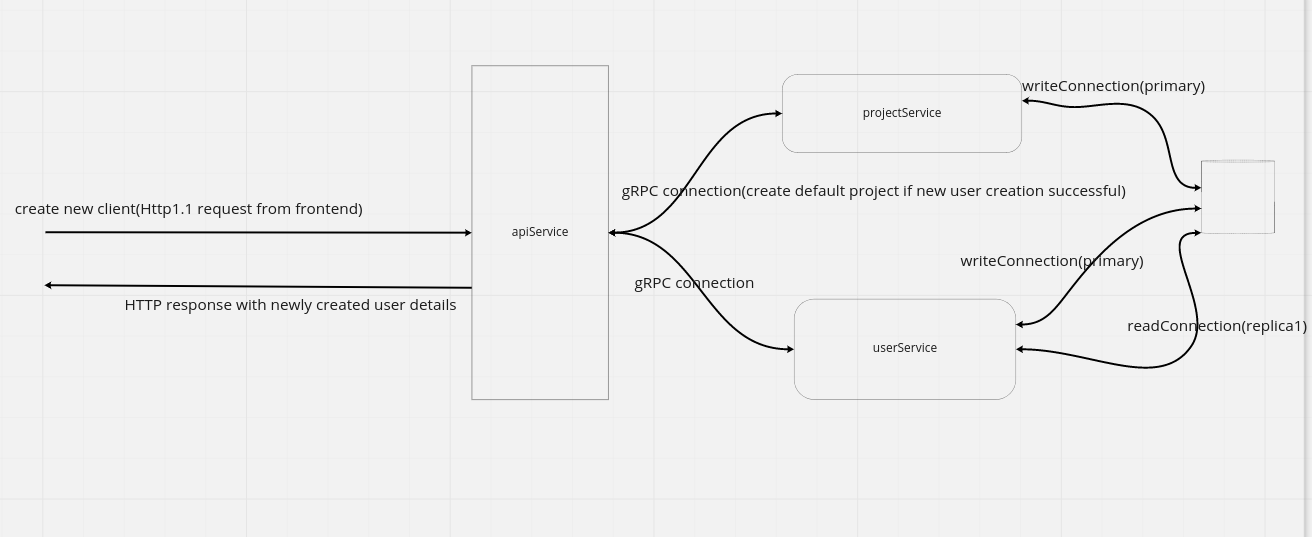 writeConnection(primary)
projectService
gRPC connection(create default project if new user creation successful)
create new client(Http1.1 request from frontend)
apiService
writeConnection(primary)
gRPC connection
HTTP response with newly created user details
readConnection(replica1)
userService